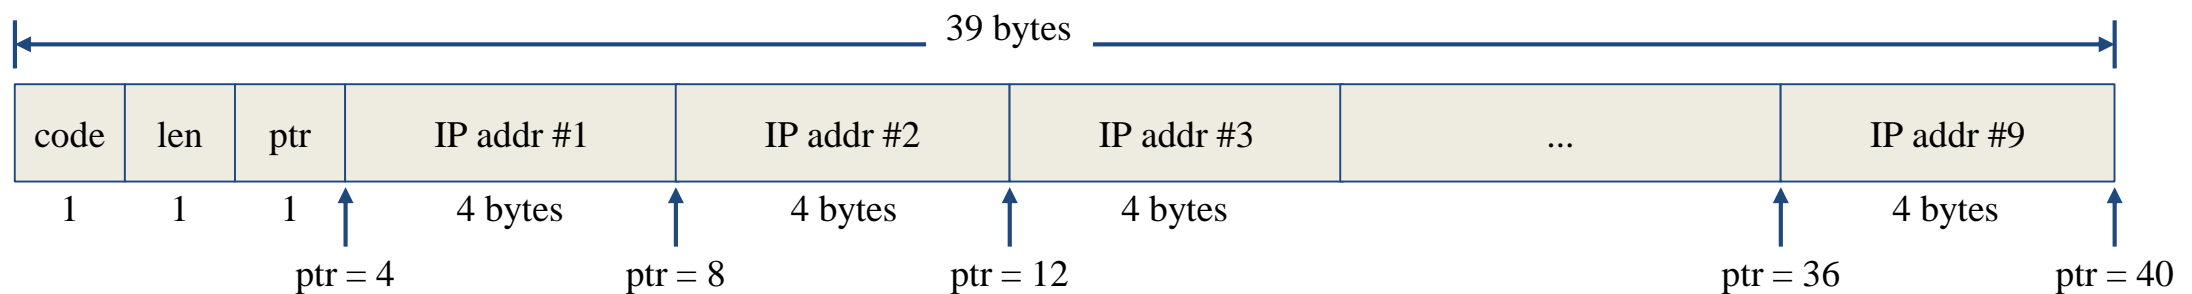 39 bytes
code len ptr IP addr #1 IP addr #2 IP addr #3 ... IP addr #9
1 1 1 4 bytes 4 bytes 4 bytes 4 bytes
ptr = 4 ptr = 8 ptr = 12 ptr = 36 ptr = 40